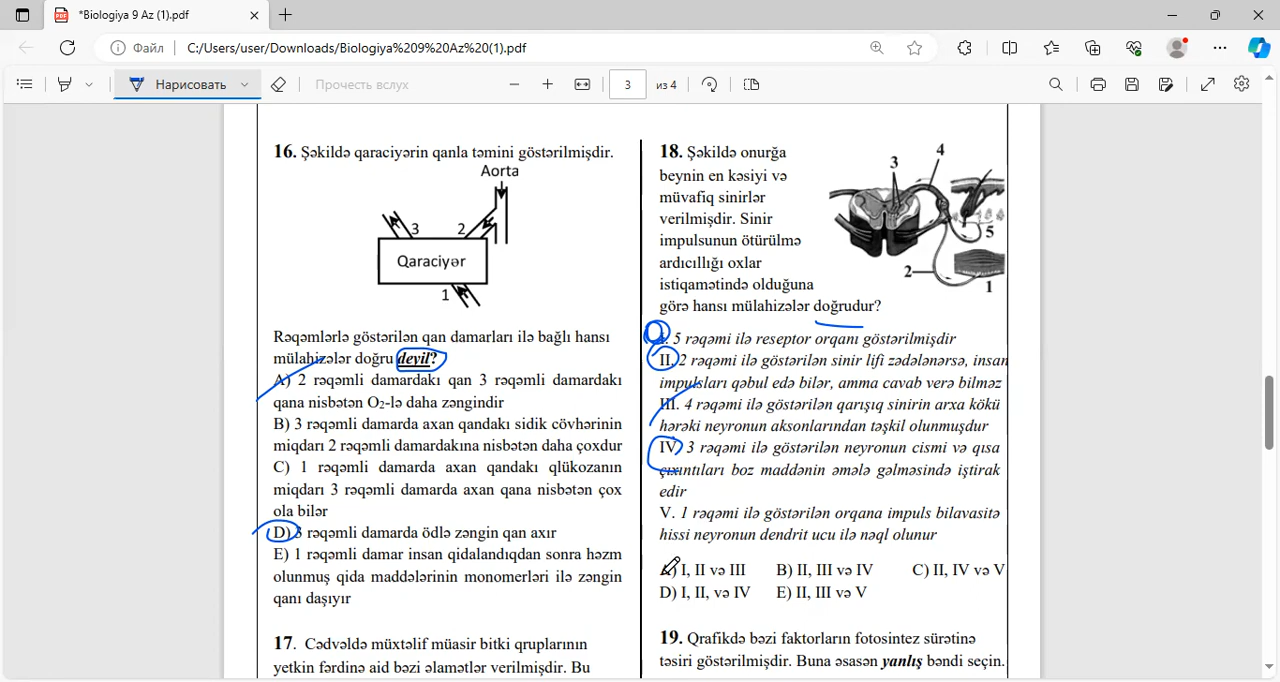 *Biologiya 9 Az (1).pdf
Файл
C:/Users/user/Downloads/Biologiya%209%20Az%20(1).pdf
Нарисовать
Прочесть вслух
3
из 4
16. Şəkildə qaraciyərin qanla təmini göstərilmişdir.
Aorta
3
2
Qaraciyər
1
Rəqəmlərlə göstərilən qan damarları ilə bağlı hansı
mülahizələr doğru deyil?
A) 2 rəqəmli damardakı qan 3 rəqəmli damardakı
qana nisbətən O2-lə daha zəngindir
B) 3 rəqəmli damarda axan qandakı sidik cövhərinin
miqdarı 2 rəqəmli damardakına nisbətən daha çoxdur
C) 1 rəqəmli damarda axan qandakı qlükozanın
miqdarı 3 rəqəmli damarda axan qana nisbətən çox
ola bilər
D) 3 rəqəmli damarda ödlə zəngin qan axır
E) 1 rəqəmli damar insan qidalandıqdan sonra həzm
olunmuş qida maddələrinin monomerləri ilə zəngin
qanı daşıyır
17. Cədvəldə müxtəlif müasir bitki qruplarının
yetkin fərdinə aid bəzi əlamətlər verilmişdir. Bu
18. Şəkildə onurğa
beynin en kəsiyi və
müvafiq sinirlər
verilmişdir. Sinir
impulsunun ötürülmə
ardıcıllığı oxlar
istiqamətində olduğuna
görə hansı mülahizələr doğrudur?
3
4
5
2
1
I. 5 rəqəmi ilə reseptor orqanı göstərilmişdir
II. 2 rəqəmi ilə göstərilən sinir lifi zədələnərsə, insan
impulsları qəbul edə bilər, amma cavab verə bilməz
III. 4 rəqəmi ilə göstərilən qarışıq sinirin arxa kökü
hərəki neyronun aksonlarından təşkil olunmuşdur
IV. 3 rəqəmi ilə göstərilən neyronun cismi və qısa
çıxıntıları boz maddənin əmələ gəlməsində iştirak
edir
V. 1 rəqəmi ilə göstərilən orqana impuls bilavasitə
hissi neyronun dendrit ucu ilə nəql olunur
A) I, II və III B) II, III və IV C) II, IV və V
D) I, II, və IV E) II, III və V
19. Qrafikdə bəzi faktorların fotosintez sürətinə
təsiri göstərilmişdir. Buna əsasən yanlış bəndi seçin.